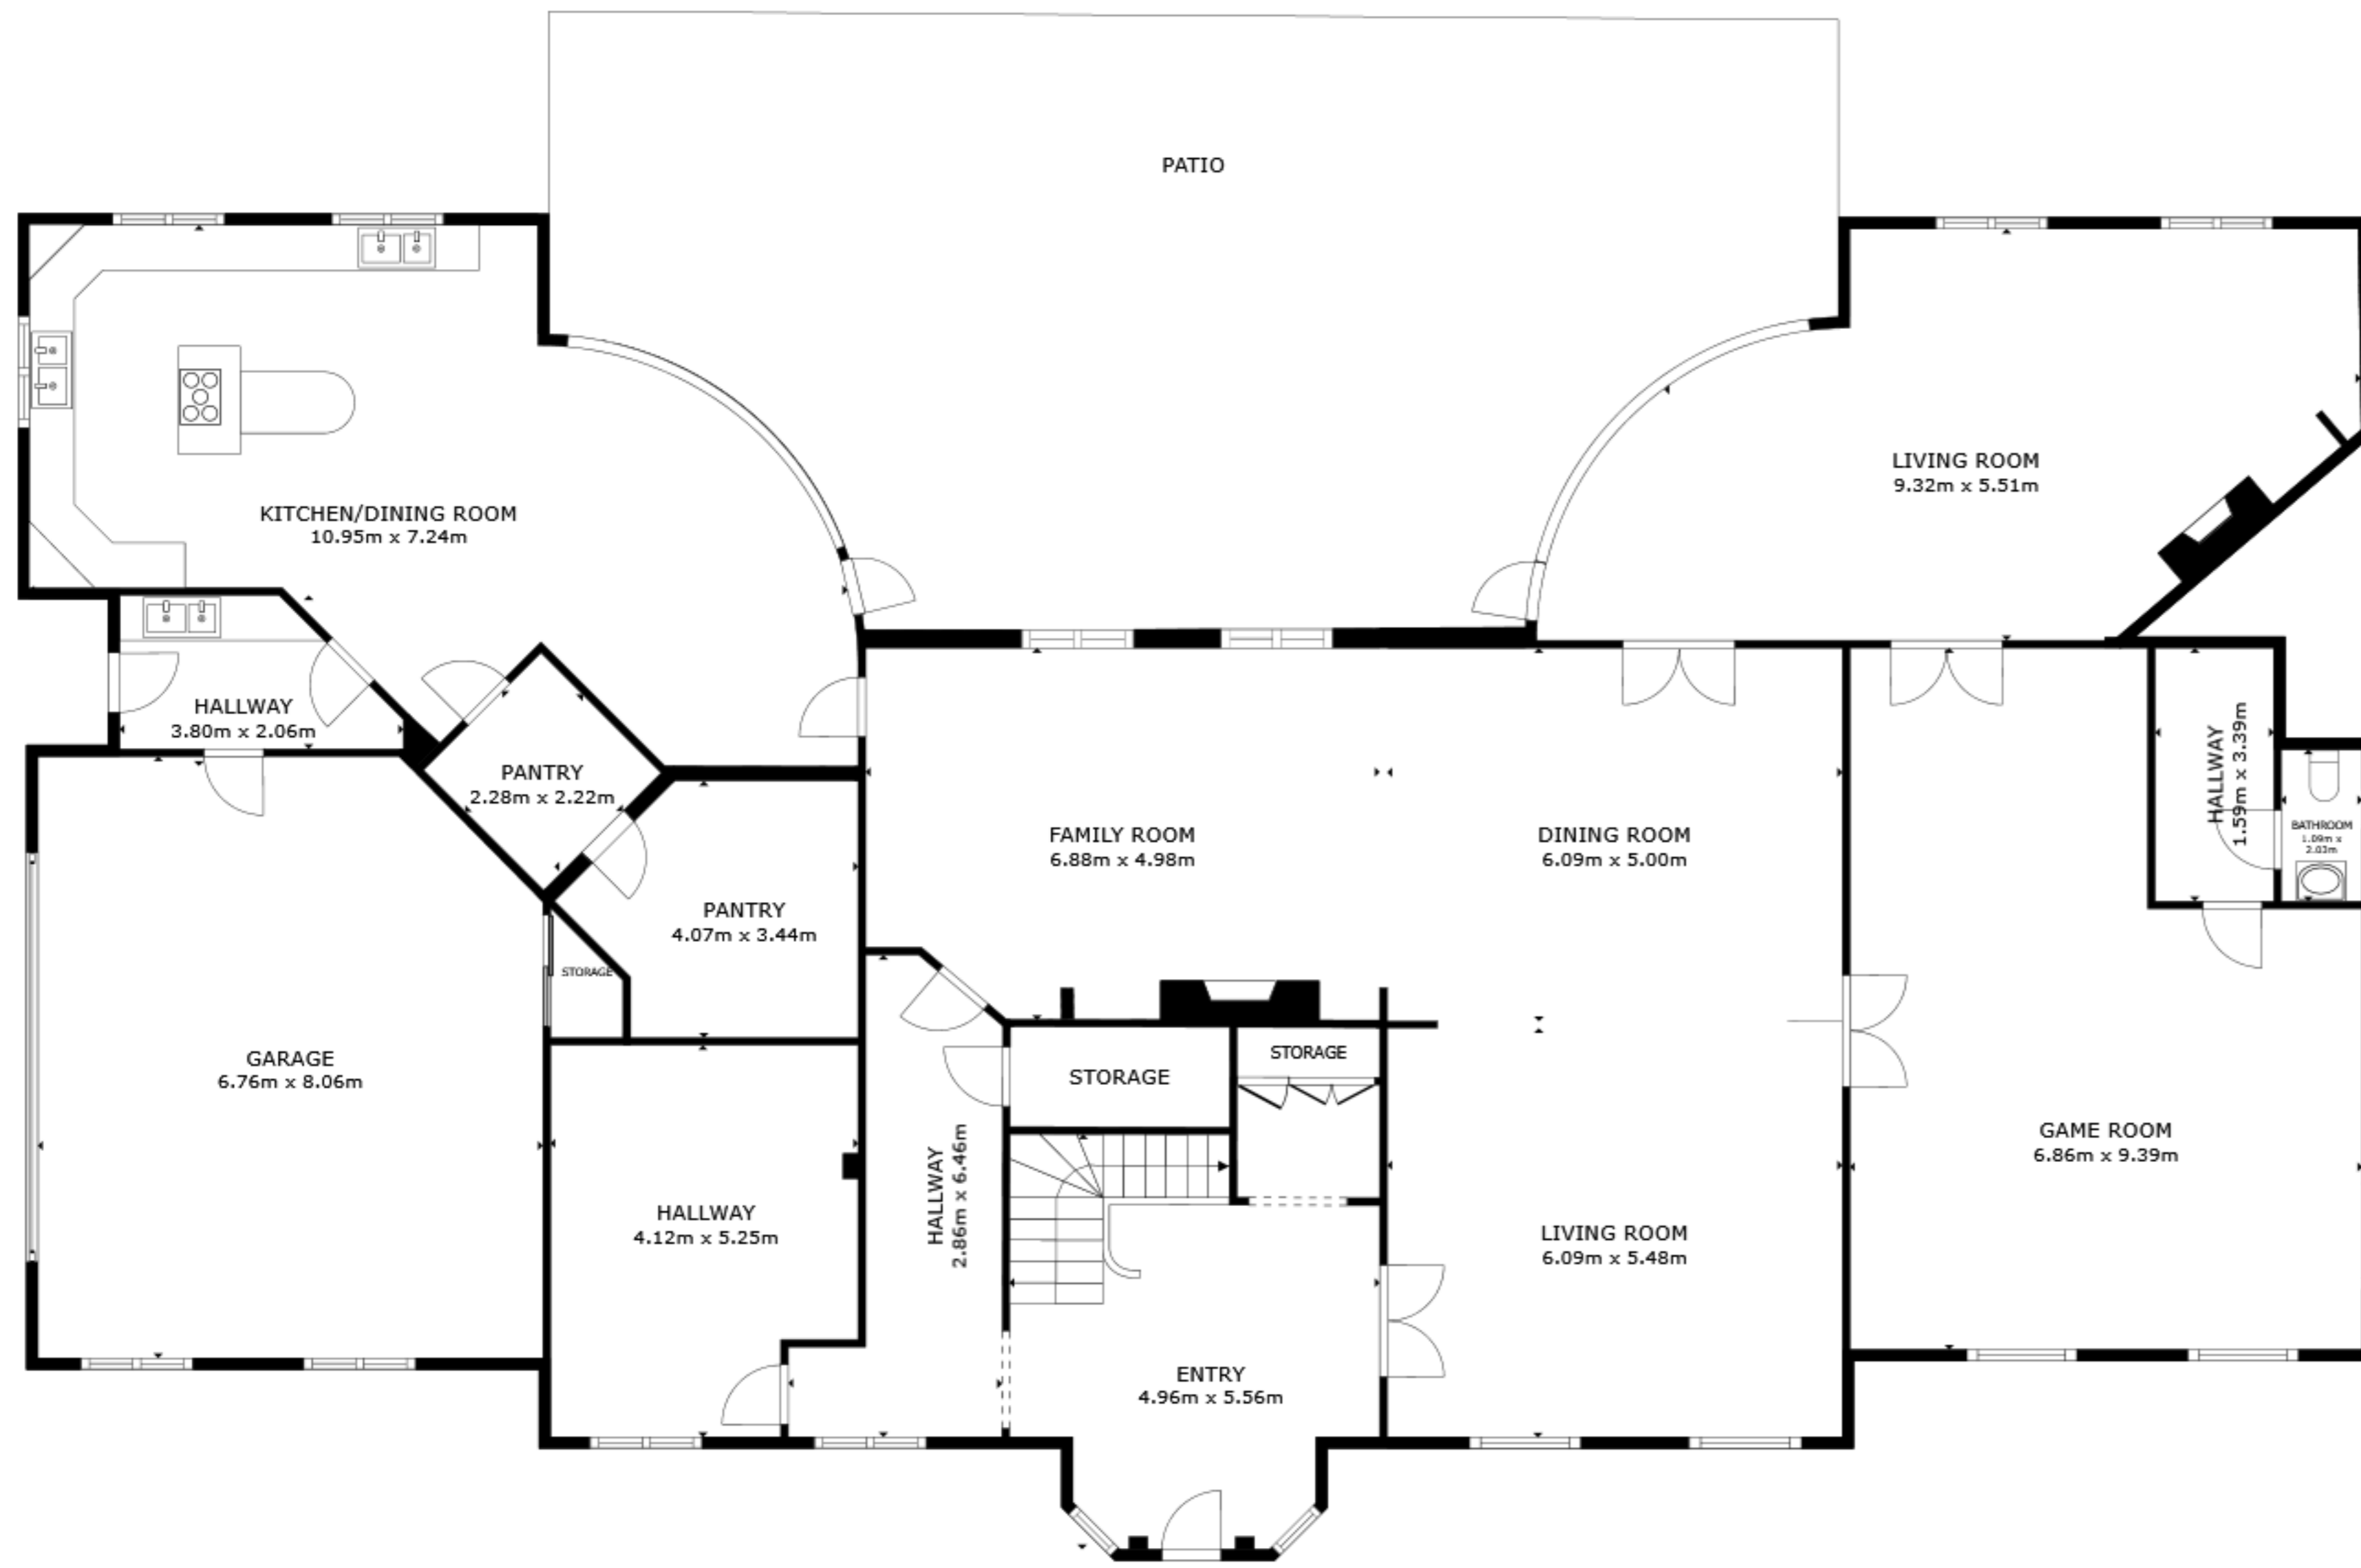 PATIO
LIVING ROOM
9.32m x 5.51m
KITCHEN/DINING ROOM
10.95m x 7.24m
HALLWAY
3.80m x 2.06m
PANTRY
2.28m x 2.22m
HALLWAY
1.59m x 3.39m
BATHROOM
1.09m x
2.03m
FAMILY ROOM
6.88m x 4.98m
DINING ROOM
6.09m x 5.00m
PANTRY
4.07m x 3.44m
STORAGE
GARAGE
6.76m x 8.06m
STORAGE
STORAGE
GAME ROOM
6.86m x 9.39m
HALLWAY
2.86m x 6.46m
HALLWAY
4.12m x 5.25m
LIVING ROOM
6.09m x 5.48m
ENTRY
4.96m x 5.56m